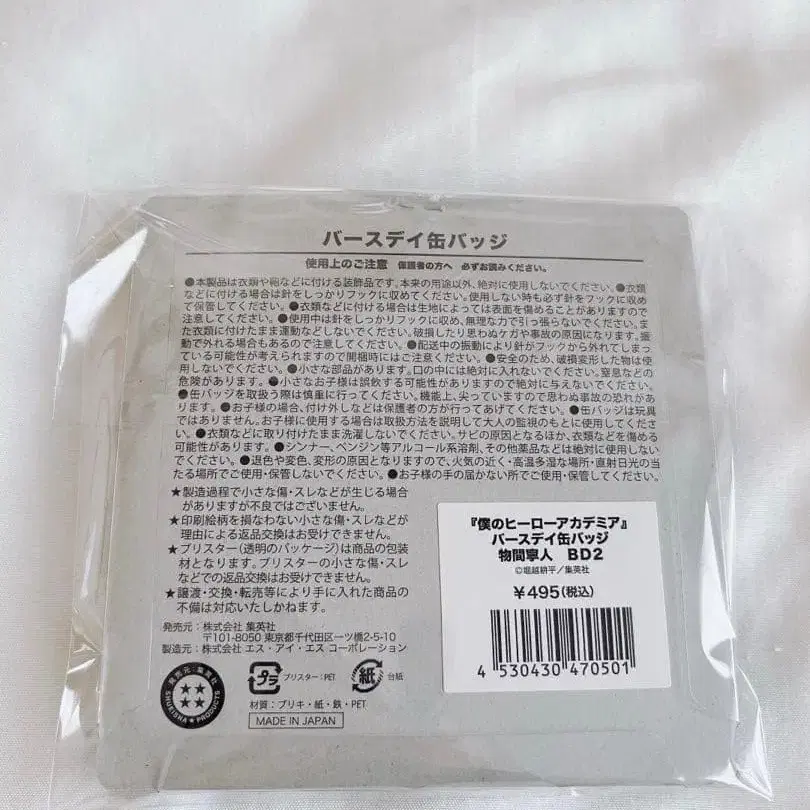 バースデイ缶バッジ
使用上のご注意 保護者の方へ 必ずお読みください。
●本製品は衣類や鞄などに付ける装飾品です。本来の用途以外、絶対に使用しないでください。●衣類
などに付ける場合は針をしっかりフックに収めてください。使用しない時も必ず針をフックに収め
て保管してください。●衣類などに付ける場合は生地によっては表面を傷めることがありますので
注意してください。●使用中は針をしっかりフックに収め、無理な力で引っ張らないでください。ま
た衣類に付けたまま運動などしないでください。破損したり思わぬケガや事故の原因になります。振
動で外れる場合もあるので注意してください。●配送中の振動により針がフックから外れてしまっ
ている可能性が考えられますので開梱時にはご注意ください。●安全のため、破損変形した物は使
用しないでください。●小さな部品があります。口の中には絶対に入れないでください。窒息などの
危険があります。●小さなお子様は誤飲する可能性がありますので絶対に与えないでください。
●缶バッジを取扱う際は慎重に行ってください。機能上、尖っていますので思わぬ事故の恐れがあ
ります。●お子様の場合、付け外しなどは保護者の方が行ってあげてください。●缶バッジは玩具
ではありません。お子様に使用する場合は取扱方法を説明して大人の監視のもとに使用してくださ
い。●衣類などに取り付けたまま洗濯しないでください。サビの原因となるほか、衣類などを傷める
可能性があります。●シンナー、ベンジン等アルコール系溶剤、その他薬品などは絶対に使用しない
でください。●退色や変色、変形の原因となりますので、火気の近く・高温多湿な場所・直射日光の当
たる場所でご使用・保管しないでください。●お子様の手の届かない所でご使用・保管してください。
★製造過程で小さな傷・スレなどが生じる場合
がありますが不良ではございません。
★印刷絵柄を損なわない小さな傷・スレなどが
理由による返品交換はお受けできません。
★ブリスター(透明のパッケージ)は商品の包装
材となります。ブリスターの小さな傷・スレ
などでの返品交換はお受けできません。
★譲渡・交換・転売等により手に入れた商品の
不備は対応いたしかねます。
発売元:株式会社 集英社
〒101-8050 東京都千代田区一ツ橋2-5-10
製造元:株式会社 エス・アイ・エス コーポレーション
発売元:集英社
SHUEISHA PRODUCTS
プラ ブリスター:PET 紙 台紙
材質:ブリキ・紙・鉄・PET
MADE IN JAPAN
『僕のヒーローアカデミア』
バースデイ缶バッジ
物間寧人 BD2
©堀越耕平/集英社
¥495(税込)
4 530430 470501